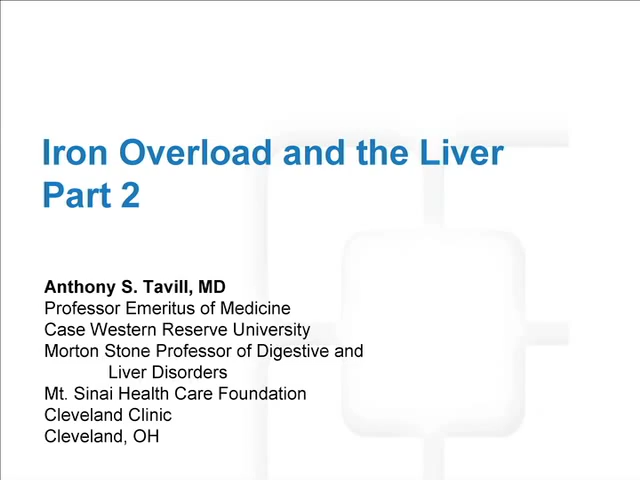 Iron Overload and the Liver
Part 2
Anthony S. Tavill, MD
Professor Emeritus of Medicine
Case Western Reserve University
Morton Stone Professor of Digestive and
Liver Disorders
Mt. Sinai Health Care Foundation
Cleveland Clinic
Cleveland, OH